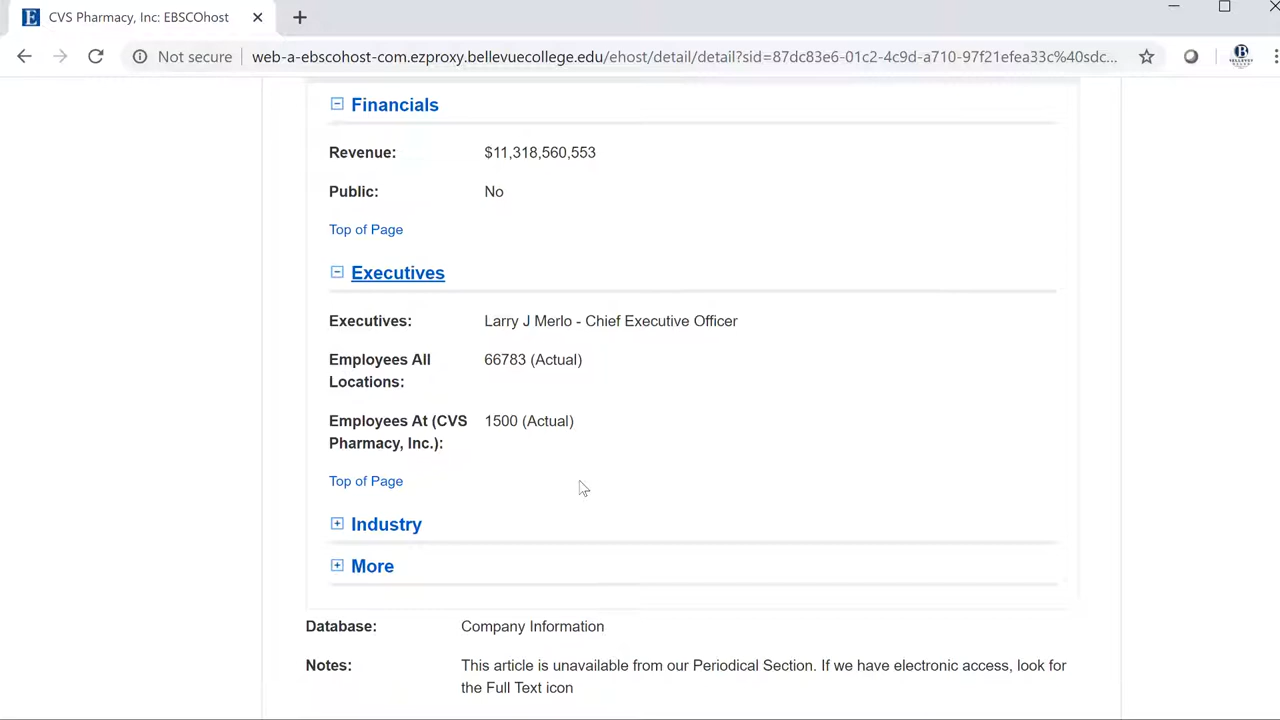 CVS Pharmacy, Inc: EBSCOhost
Not secure
web-a-ebscohost-com.ezproxy.bellevuecollege.edu/ehost/detail/detail?sid=87dc83e6-01c2-4c9d-a710-97f21efea33c%40sdc...
Financials
Revenue: $11,318,560,553
Public: No
Top of Page
Executives
Executives: Larry J Merlo - Chief Executive Officer
Employees All 66783 (Actual)
Locations:
Employees At (CVS 1500 (Actual)
Pharmacy, Inc.):
Top of Page
Industry
More
Database: Company Information
Notes: This article is unavailable from our Periodical Section. If we have electronic access, look for
the Full Text icon